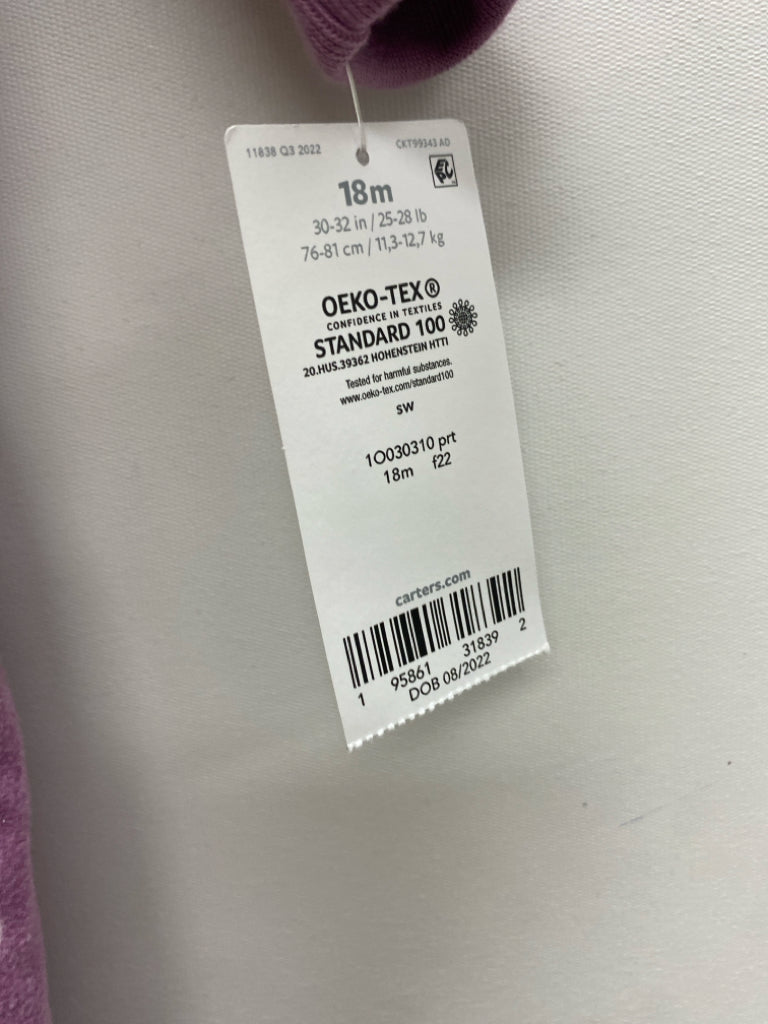 11838 Q3 2022 CKT99343 AD
18m
30-32 in / 25-28 lb
76-81 cm / 11,3-12,7 kg
OEKO-TEX®
CONFIDENCE IN TEXTILES
STANDARD 100
20.HUS.39362 HOHENSTEIN HTTI
Tested for harmful substances.
www.oeko-tex.com/standard100
SW
1O030310 prt
18m f22
carters.com
1 95861 31839 2
DOB 08/2022